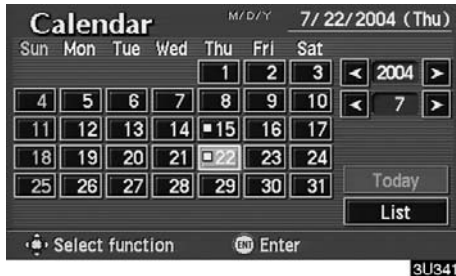 Calendar M/D/Y 7/22/2004 (Thu)
Sun Mon Tue Wed Thu Fri Sat
1 2 3 < 2004 >
4 5 6 7 8 9 10 < 7 >
11 12 13 14 15 16 17
18 19 20 21 22 23 24
25 26 27 28 29 30 31 Today
List
Select function ENT Enter
3U341